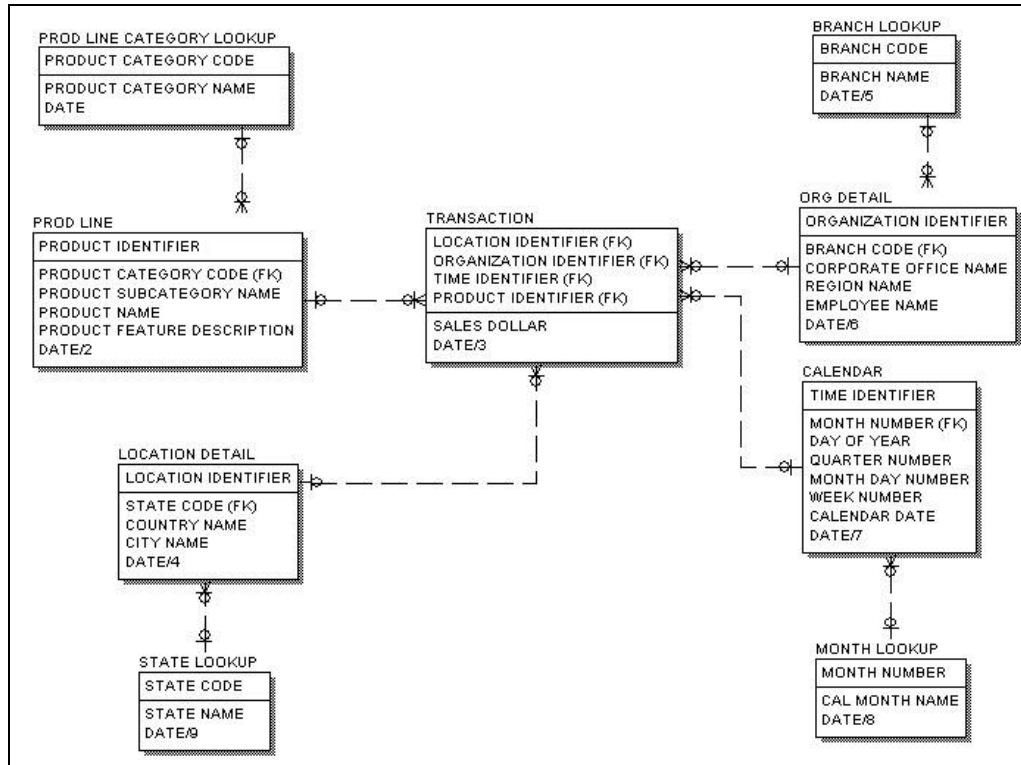 PROD LINE CATEGORY LOOKUP
PRODUCT CATEGORY CODE
PRODUCT CATEGORY NAME
DATE
BRANCH LOOKUP
BRANCH CODE
BRANCH NAME
DATE/5
PROD LINE
PRODUCT IDENTIFIER
PRODUCT CATEGORY CODE (FK)
PRODUCT SUBCATEGORY NAME
PRODUCT NAME
PRODUCT FEATURE DESCRIPTION
DATE/2
TRANSACTION
LOCATION IDENTIFIER (FK)
ORGANIZATION IDENTIFIER (FK)
TIME IDENTIFIER (FK)
PRODUCT IDENTIFIER (FK)
SALES DOLLAR
DATE/3
ORG DETAIL
ORGANIZATION IDENTIFIER
BRANCH CODE (FK)
CORPORATE OFFICE NAME
REGION NAME
EMPLOYEE NAME
DATE/6
CALENDAR
TIME IDENTIFIER
MONTH NUMBER (FK)
DAY OF YEAR
QUARTER NUMBER
MONTH DAY NUMBER
WEEK NUMBER
CALENDAR DATE
DATE/7
LOCATION DETAIL
LOCATION IDENTIFIER
STATE CODE (FK)
COUNTRY NAME
CITY NAME
DATE/4
STATE LOOKUP
STATE CODE
STATE NAME
DATE/9
MONTH LOOKUP
MONTH NUMBER
CAL MONTH NAME
DATE/8